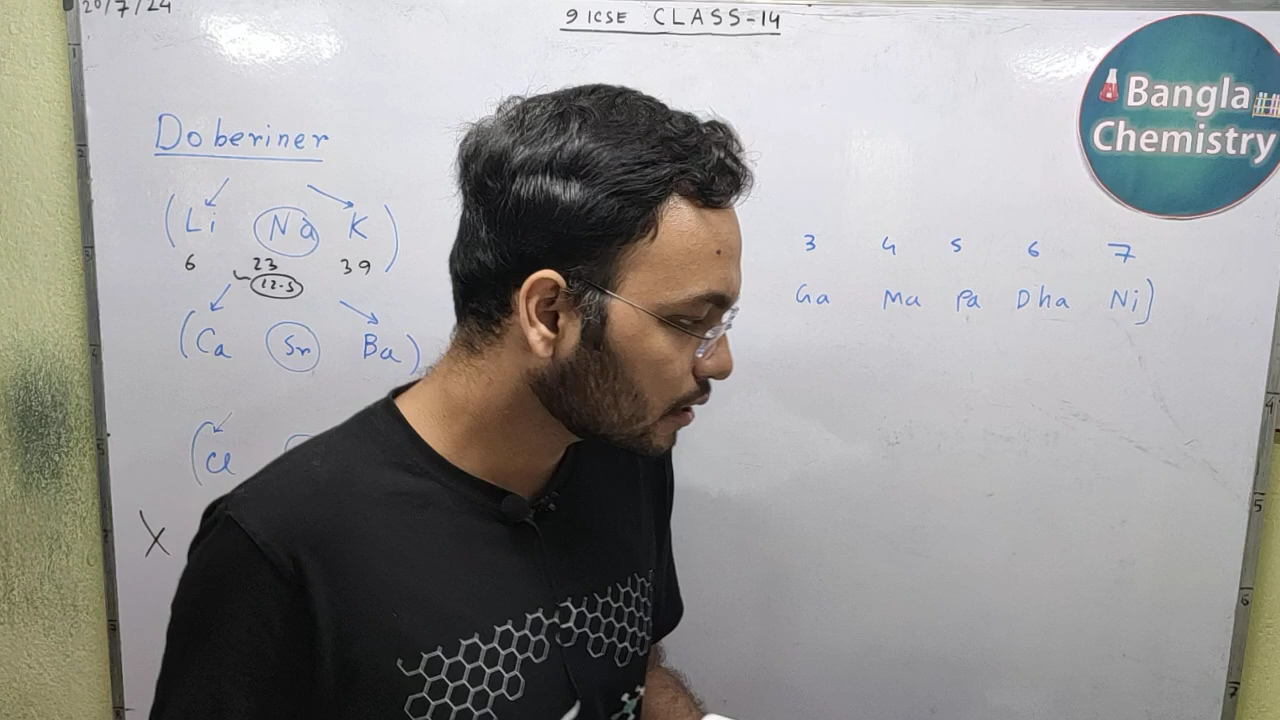 20/7/24
9 ICSE CLASS-14
Bangla
Chemistry
Doberiner
(Li Na K)
6 23 39
22.5
(Ca Sr Ba)
(Cl
X
3 4 5 6 7
Ga Ma Pa Dha Ni)